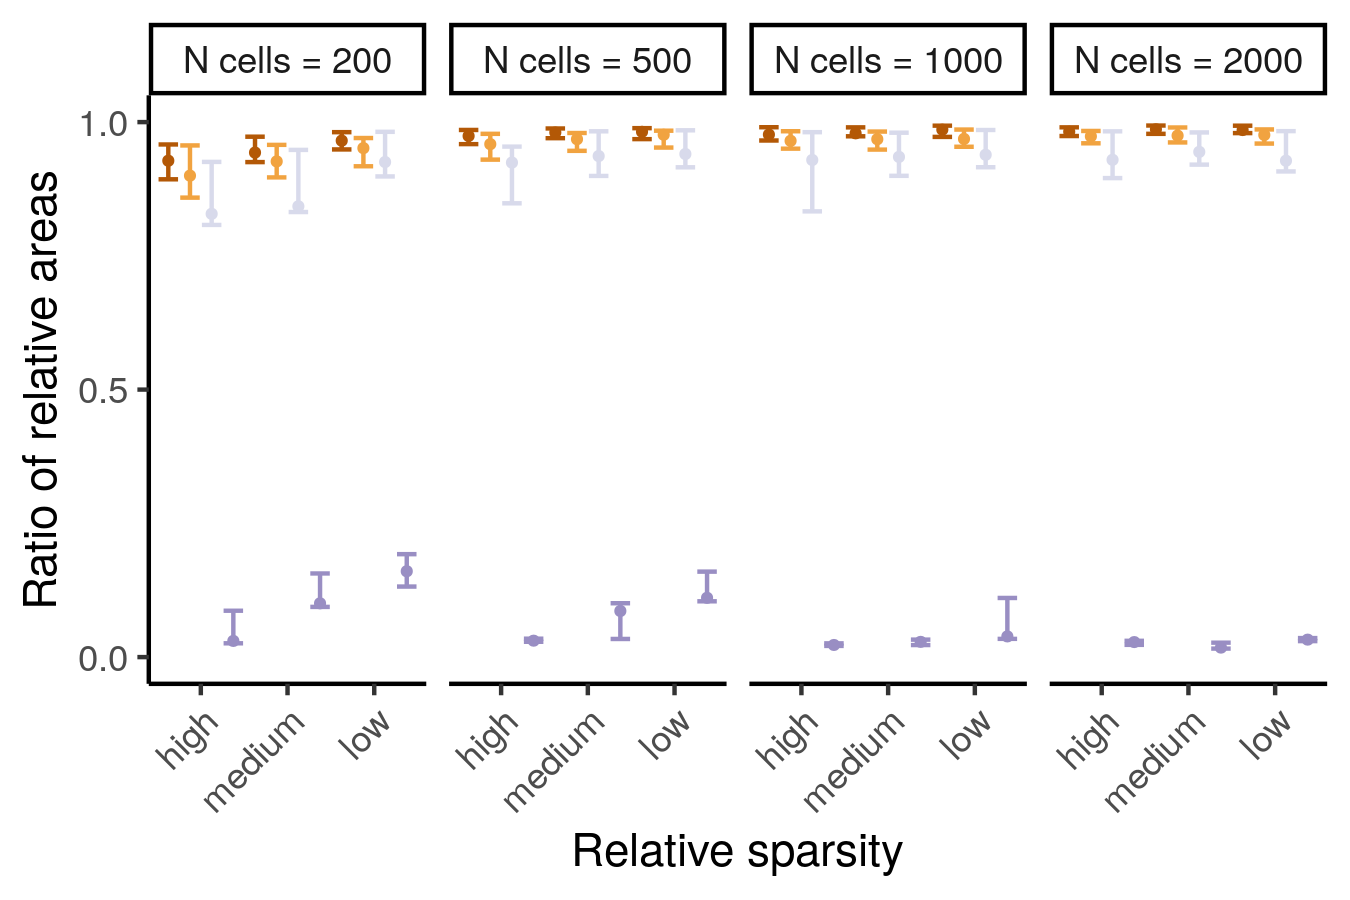 N cells = 200
N cells = 500
N cells = 1000
N cells = 2000
Ratio of relative areas
1.0
0.5
0.0
high
medium
low
high
medium
low
high
medium
low
high
medium
low
Relative sparsity